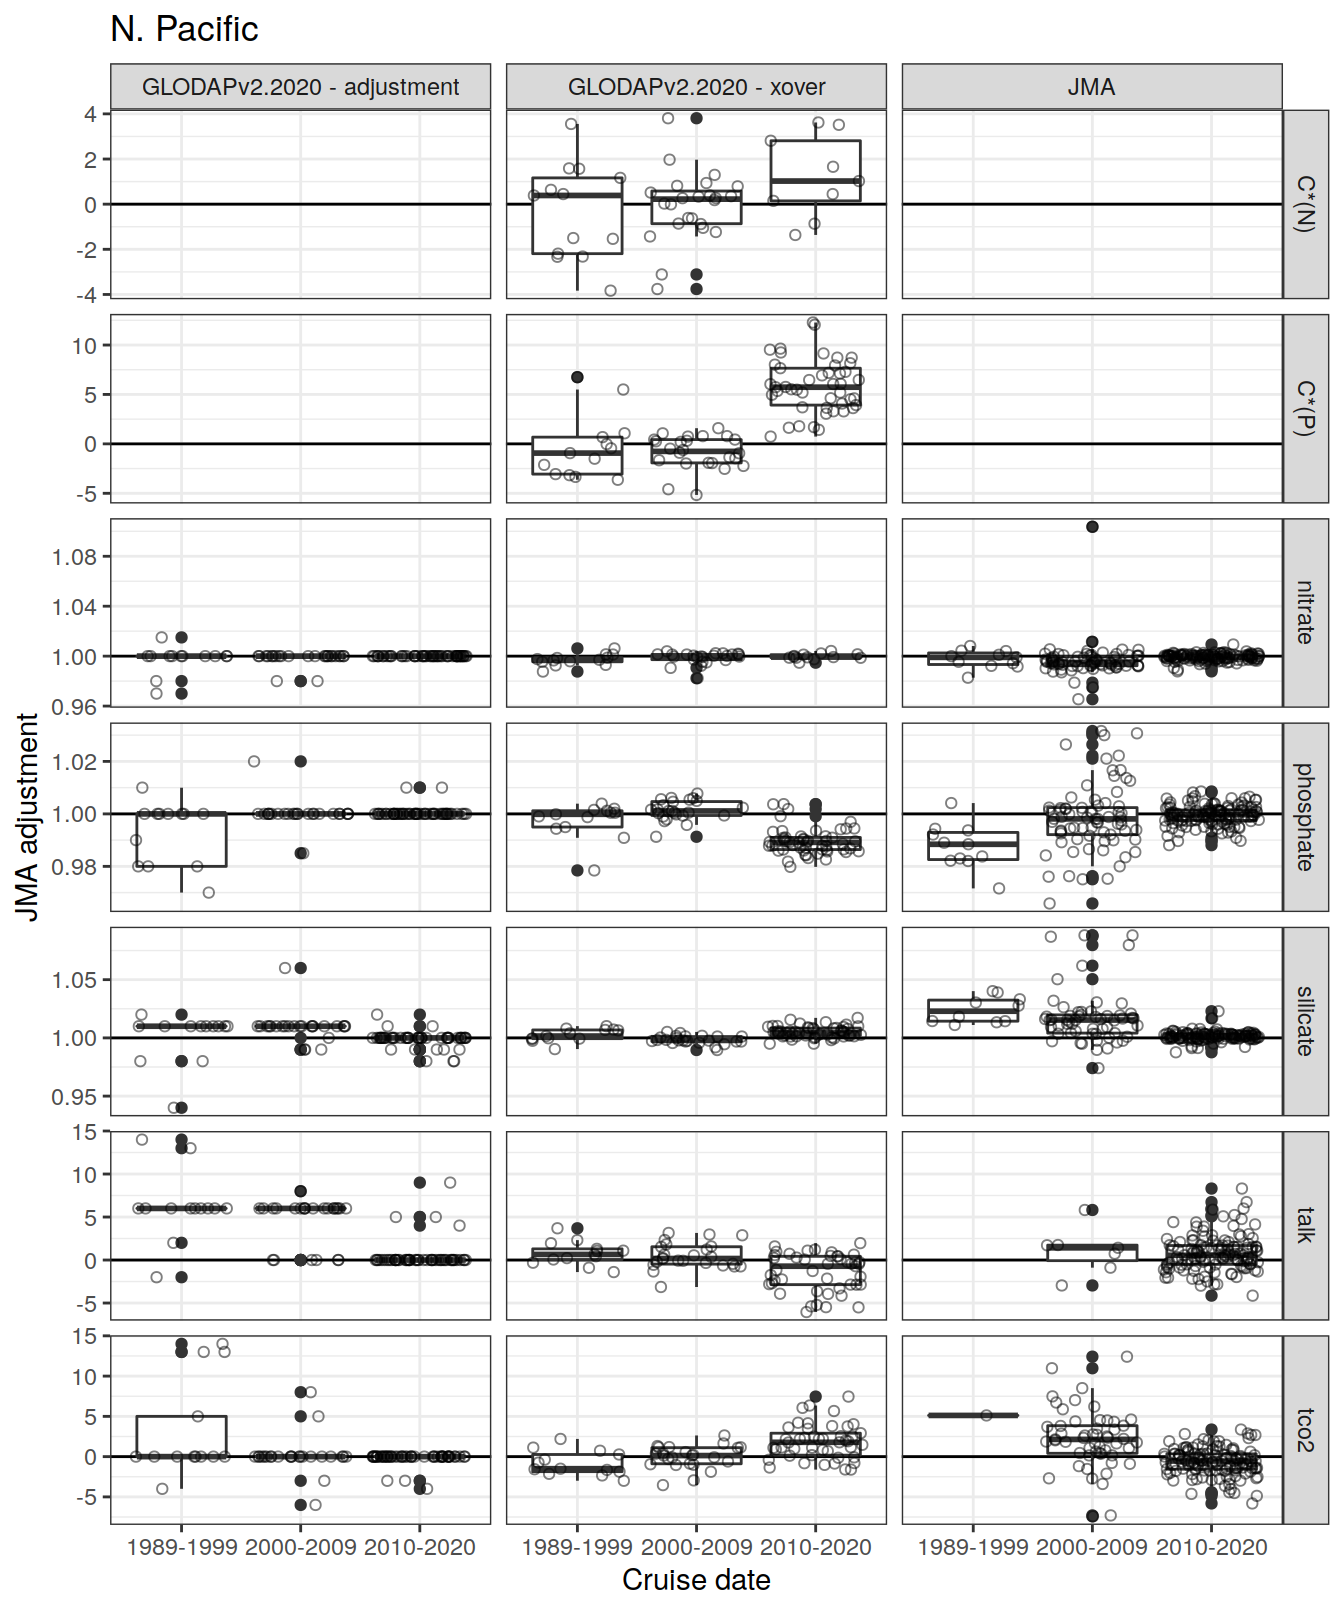 N. Pacific
GLODAPv2.2020 - adjustment
GLODAPv2.2020 - xover
JMA
4
2
0
-2
-4
C*(N)
10
5
0
-5
C*(P)
1.08
1.04
1.00
0.96
nitrate
1.02
1.00
0.98
phosphate
1.05
1.00
0.95
silicate
15
10
5
0
-5
talk
15
10
5
0
-5
tco2
JMA adjustment
1989-1999 2000-2009 2010-2020
1989-1999 2000-2009 2010-2020
1989-1999 2000-2009 2010-2020
Cruise date